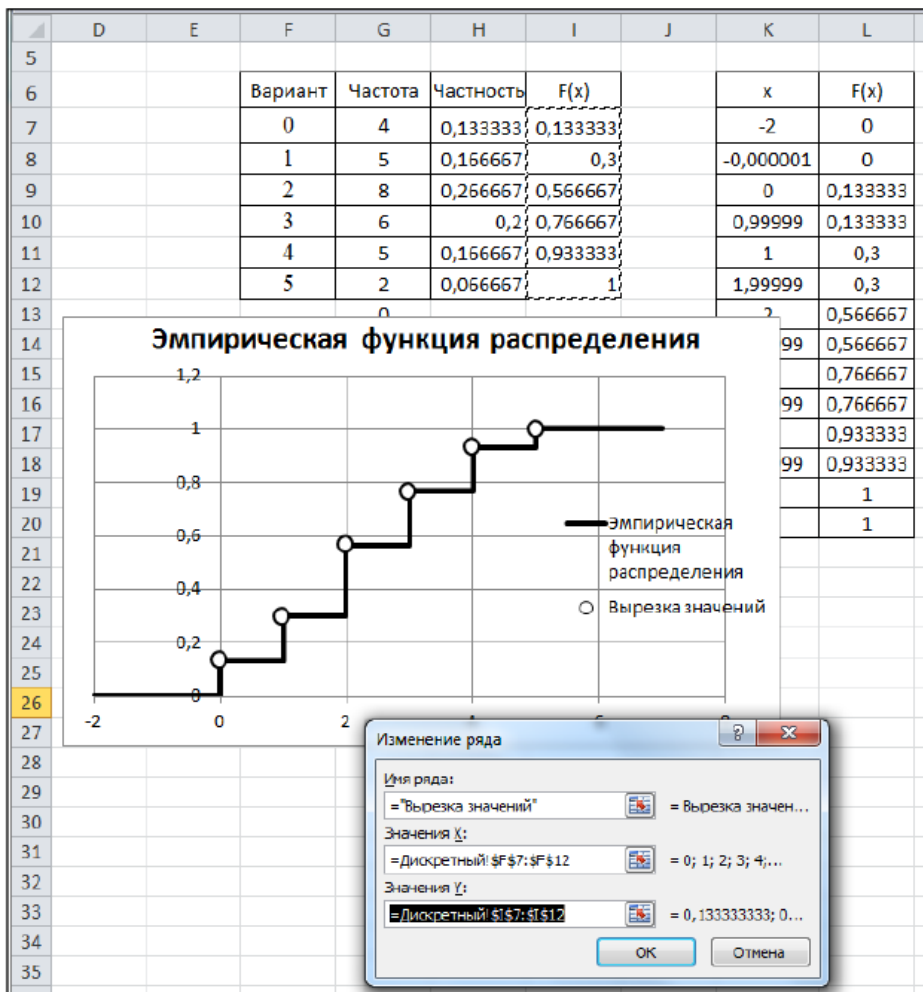 D E F G H I J K L
5
6 Вариант Частота Частность F(x) x F(x)
7 0 4 0,133333 0,133333 -2 0
8 1 5 0,166667 0,3 -0,000001 0
9 2 8 0,266667 0,566667 0 0,133333
10 3 6 0,2 0,766667 0,99999 0,133333
11 4 5 0,166667 0,933333 1 0,3
12 5 2 0,066667 1 1,99999 0,3
13 0,566667
14 99 0,566667
15 0,766667
16 99 0,766667
17 0,933333
18 99 0,933333
19 1
20 1
21
22
23
24
25
26
27
28
29
30
31
32
33
34
35
Эмпирическая функция распределения
1,2
1
0,8
0,6
0,4
0,2
0
-2 0 2
Эмпирическая
функция
распределения
Вырезка значений
Изменение ряда
Имя ряда:
="Вырезка значений" = Вырезка значен...
Значения X:
=Дискретный!$F$7:$F$12 = 0; 1; 2; 3; 4;...
Значения Y:
=Дискретный!$I$7:$I$12 = 0,133333333; 0...
ОК Отмена